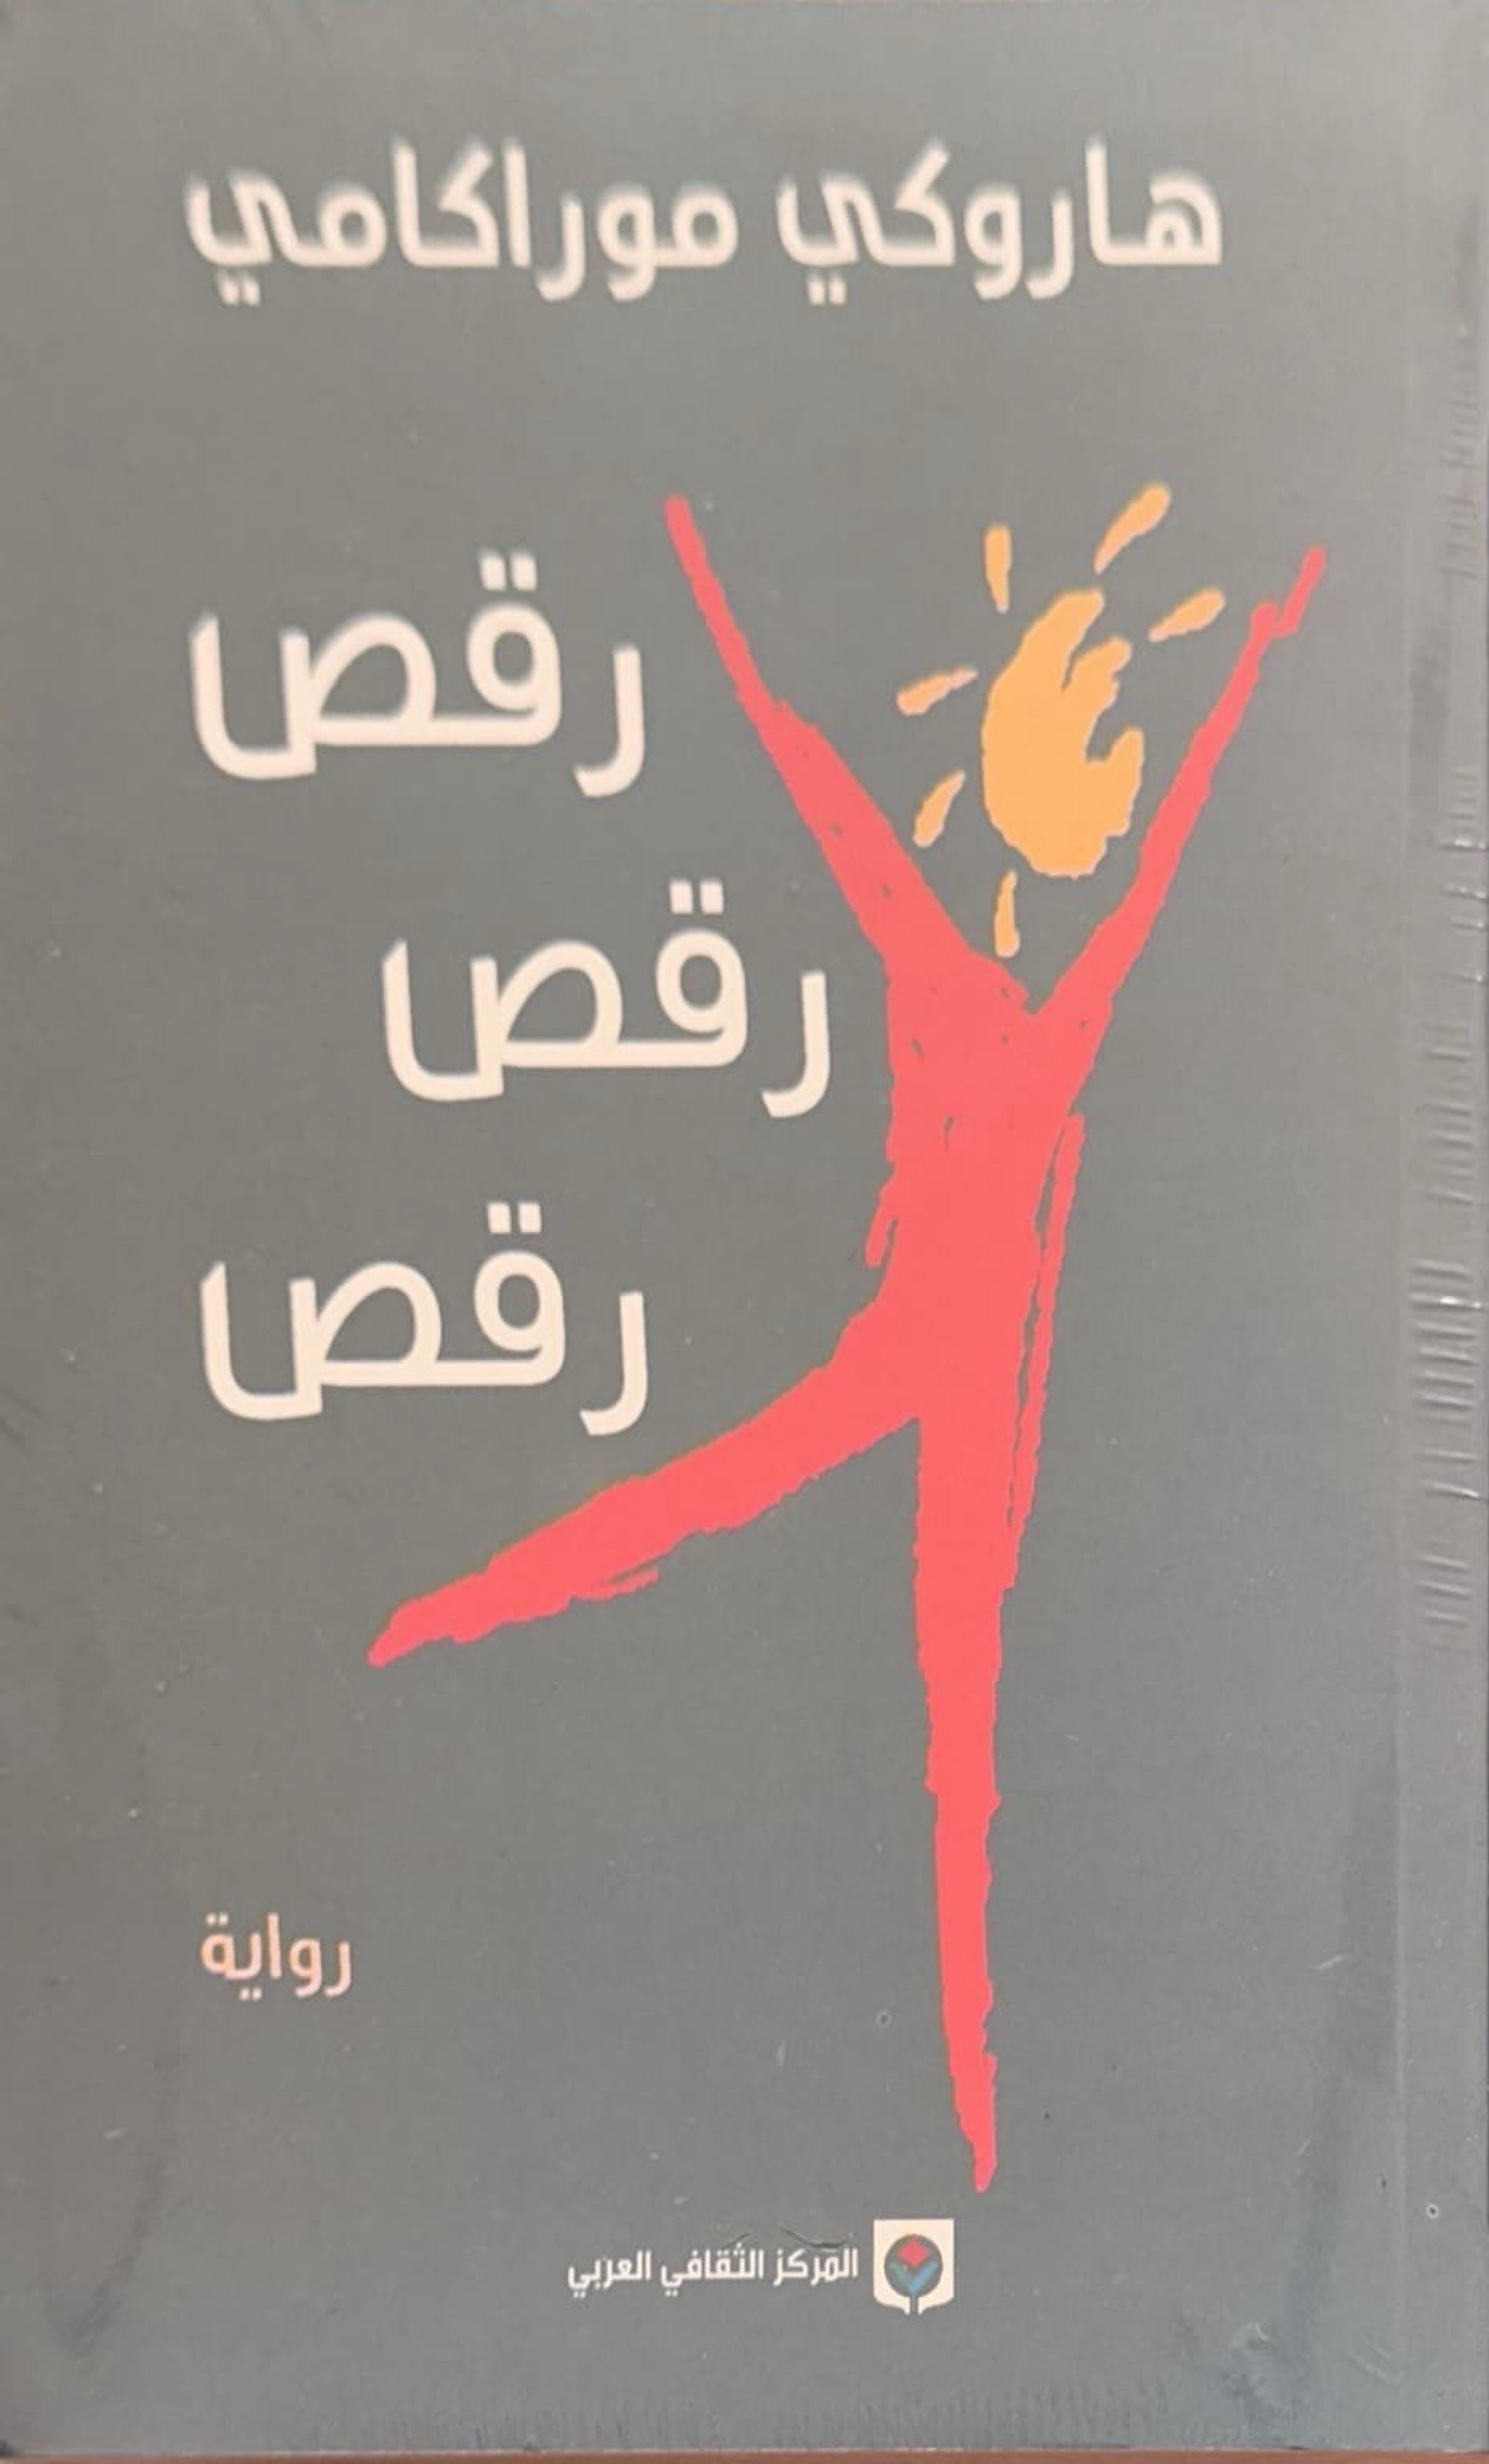 هاروكي موراكامي
رقص
رقص
رقص
رواية
المركز الثقافي العربي